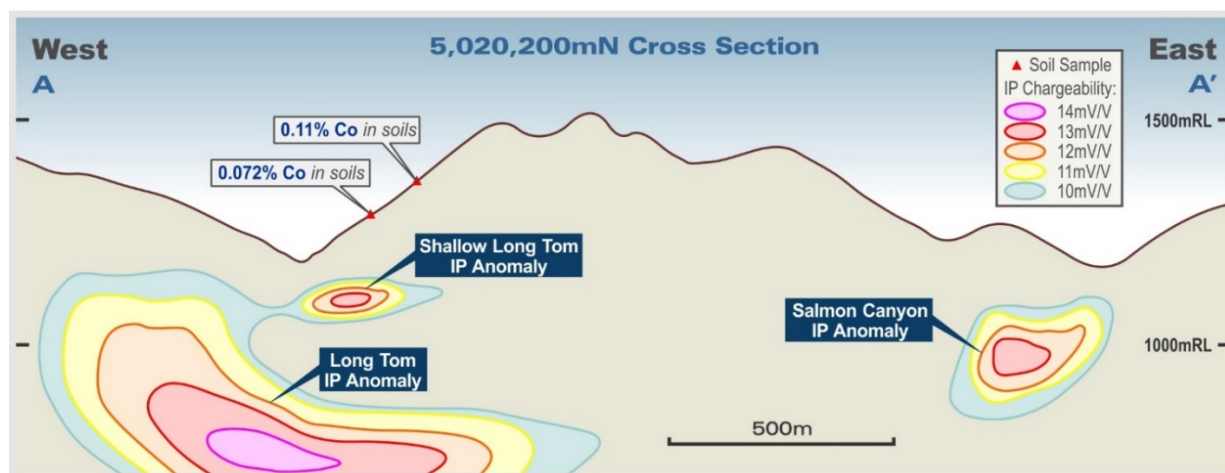 West
A
5,020,200mN Cross Section
East
A'
Soil Sample
IP Chargeability:
14mV/V
13mV/V
12mV/V
11mV/V
10mV/V
1500mRL
0.11% Co in soils
0.072% Co in soils
Shallow Long Tom
IP Anomaly
Salmon Canyon
IP Anomaly
1000mRL
Long Tom
IP Anomaly
500m